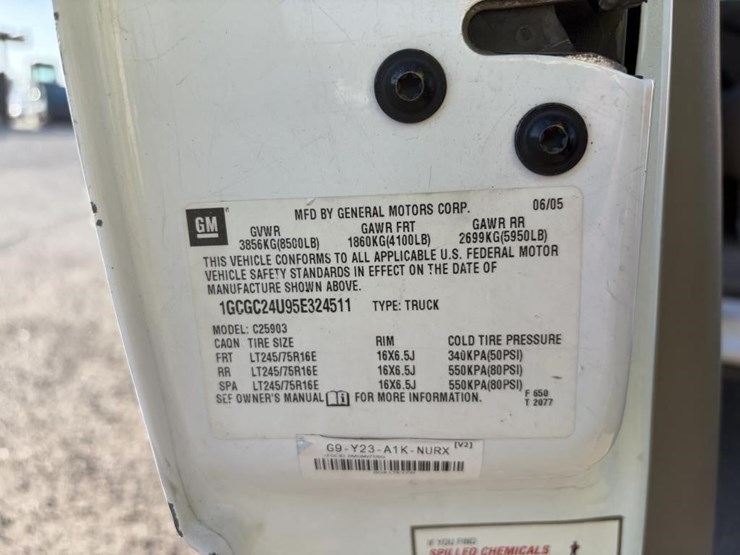 GM
MFD BY GENERAL MOTORS CORP. 06/05
GVWR GAWR FRT GAWR RR
3856KG(8500LB) 1860KG(4100LB) 2699KG(5950LB)
THIS VEHICLE CONFORMS TO ALL APPLICABLE U.S. FEDERAL MOTOR
VEHICLE SAFETY STANDARDS IN EFFECT ON THE DATE OF
MANUFACTURE SHOWN ABOVE.
1GCGC24U95E324511 TYPE: TRUCK
MODEL: C25903
CAQN TIRE SIZE RIM COLD TIRE PRESSURE
FRT LT245/75R16E 16X6.5J 340KPA(50PSI)
RR LT245/75R16E 16X6.5J 550KPA(80PSI)
SPA LT245/75R16E 16X6.5J 550KPA(80PSI)
SEE OWNER'S MANUAL FOR MORE INFORMATION. F 650
T 2077
G9-Y23-A1K-NURX [V2]
IF YOU FIND:
SPILLED CHEMICALS